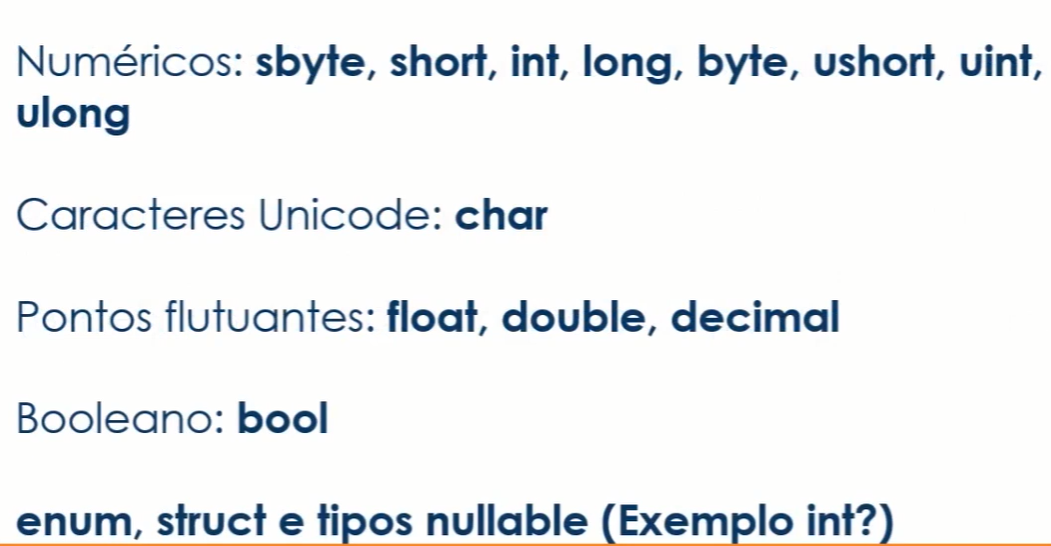 Numéricos: sbyte, short, int, long, byte, ushort, uint,
ulong
Caracteres Unicode: char
Pontos flutuantes: float, double, decimal
Booleano: bool
enum, struct e tipos nullable (Exemplo int?)